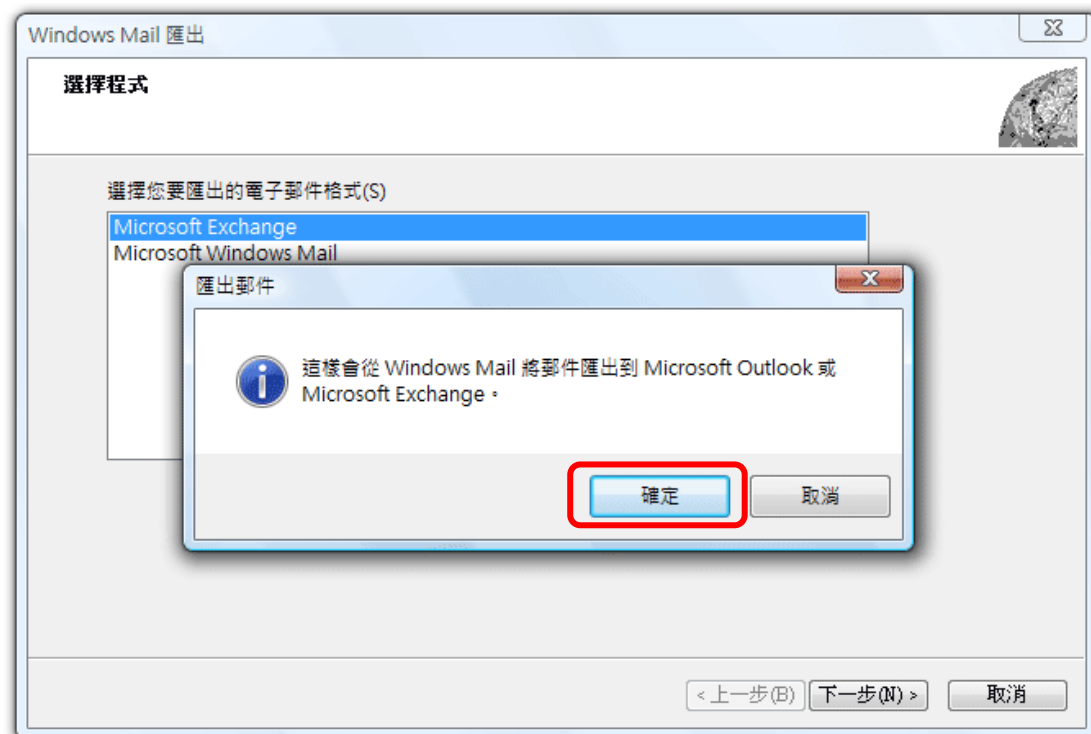 Windows Mail 匯出
選擇程式
選擇您要匯出的電子郵件格式(S)
Microsoft Exchange
Microsoft Windows Mail
匯出郵件
這樣會從 Windows Mail 將郵件匯出到 Microsoft Outlook 或
Microsoft Exchange。
確定
取消
<上一步(B)
下一步(N) >
取消